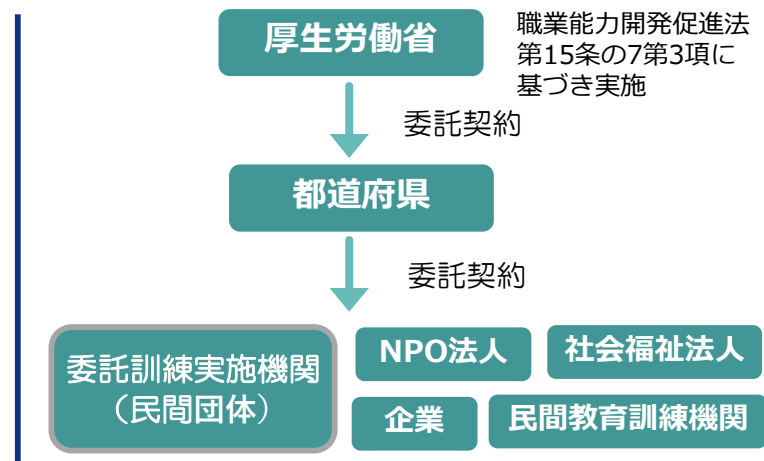 厚生労働省
職業能力開発促進法
第15条の7第3項に
基づき実施
委託契約
都道府県
委託契約
委託訓練実施機関
（民間団体）
NPO法人
社会福祉法人
企業
民間教育訓練機関